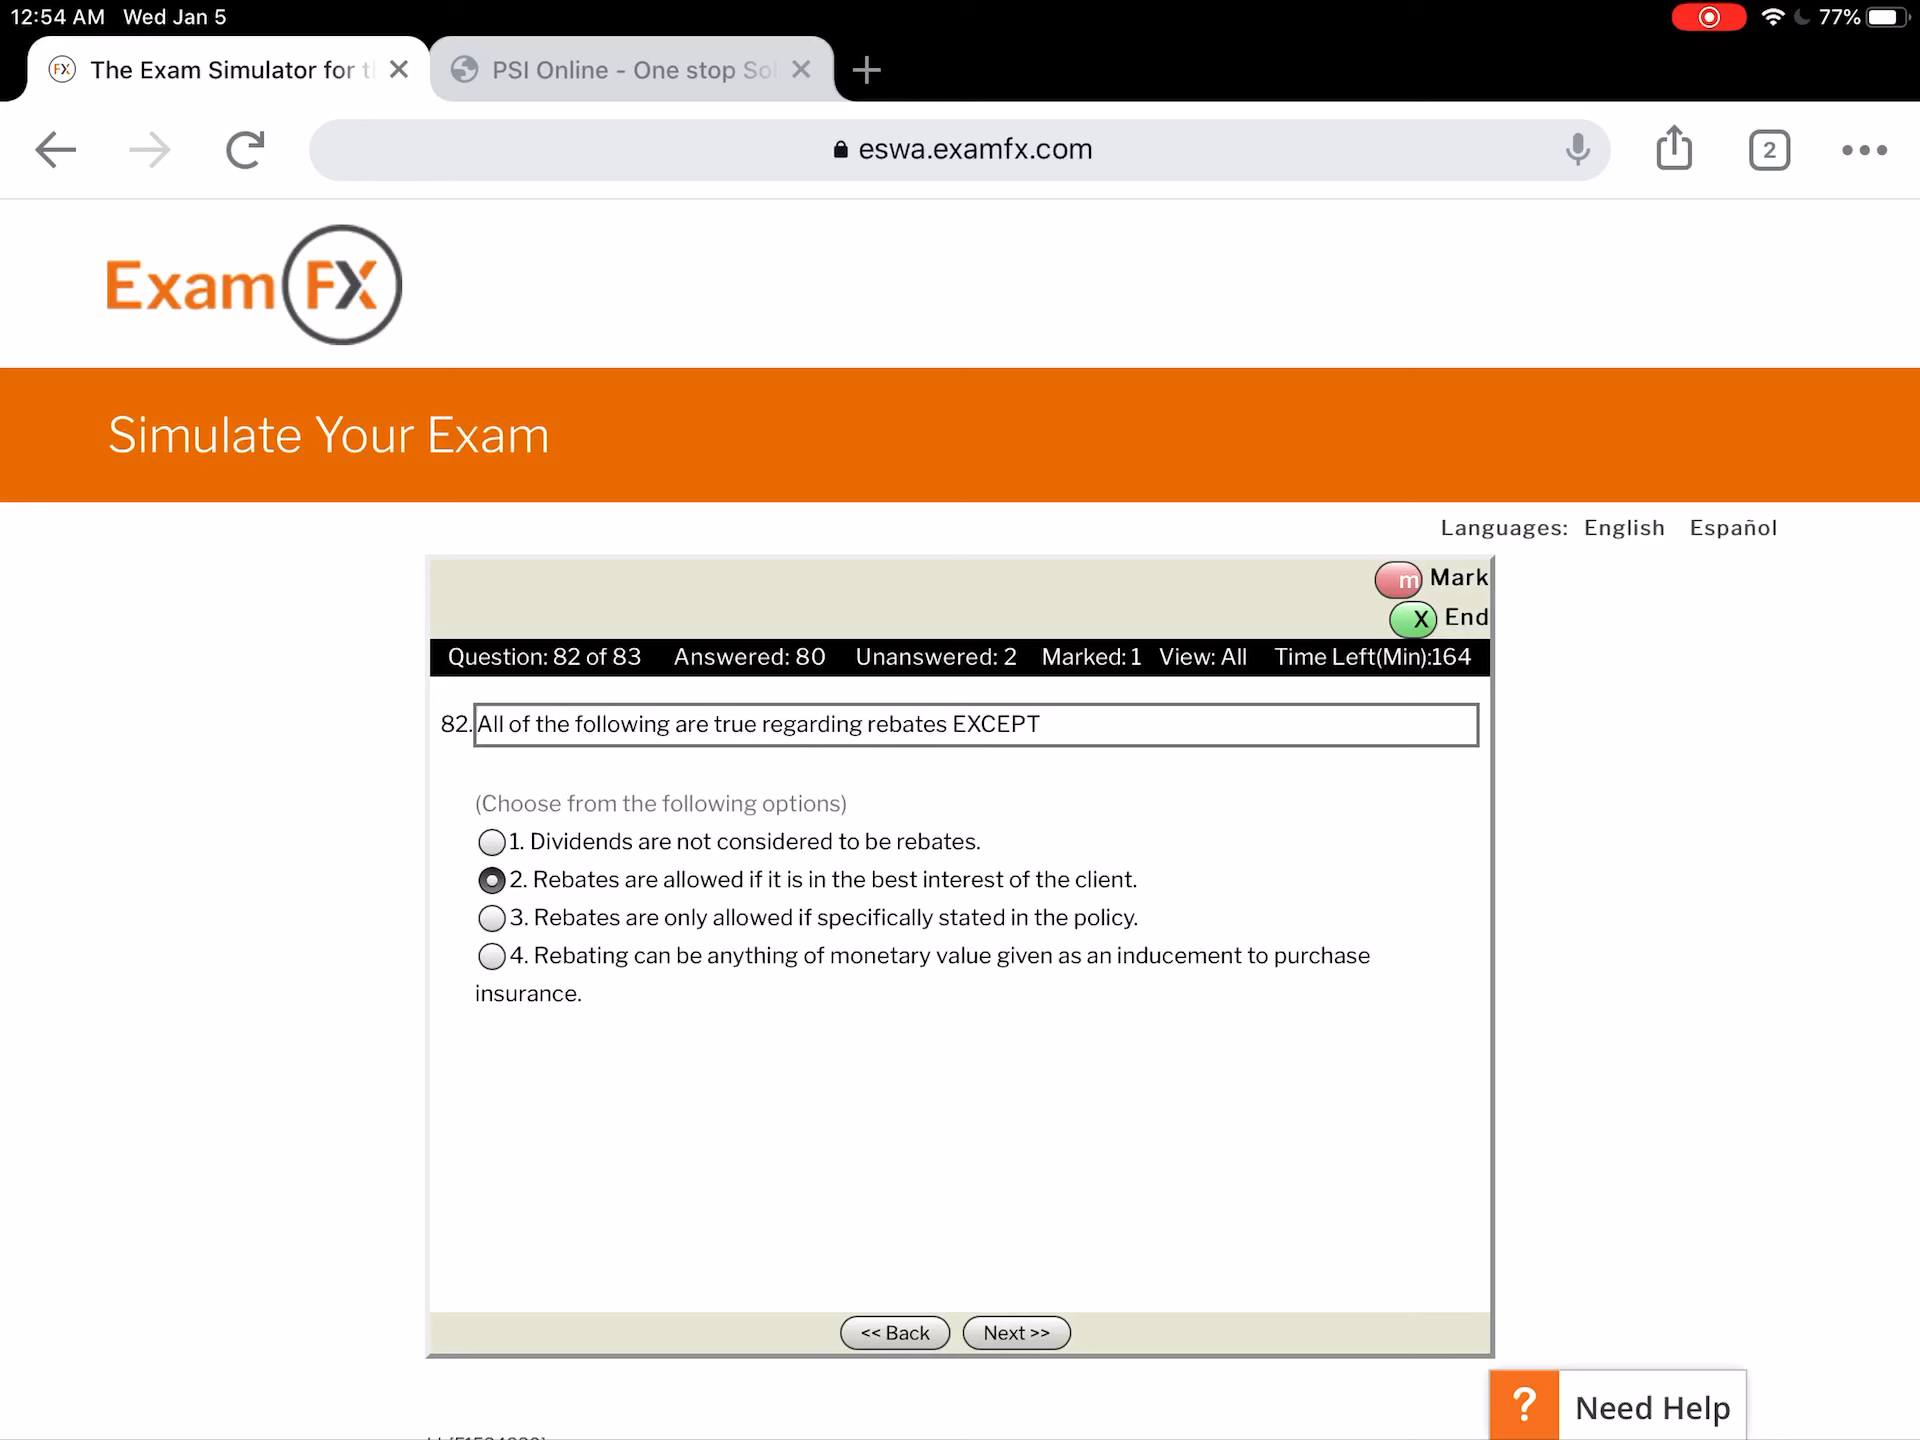 12:54 AM Wed Jan 5
77%
FX The Exam Simulator for
PSI Online - One stop
eswa.examfx.com
2
Exam FX
Simulate Your Exam
Languages: English Español
m Mark
X End
Question: 82 of 83 Answered: 80 Unanswered: 2 Marked: 1 View: All Time Left(Min):164
82. All of the following are true regarding rebates EXCEPT
(Choose from the following options)
1. Dividends are not considered to be rebates.
2. Rebates are allowed if it is in the best interest of the client.
3. Rebates are only allowed if specifically stated in the policy.
4. Rebating can be anything of monetary value given as an inducement to purchase
insurance.
<< Back Next >>
? Need Help